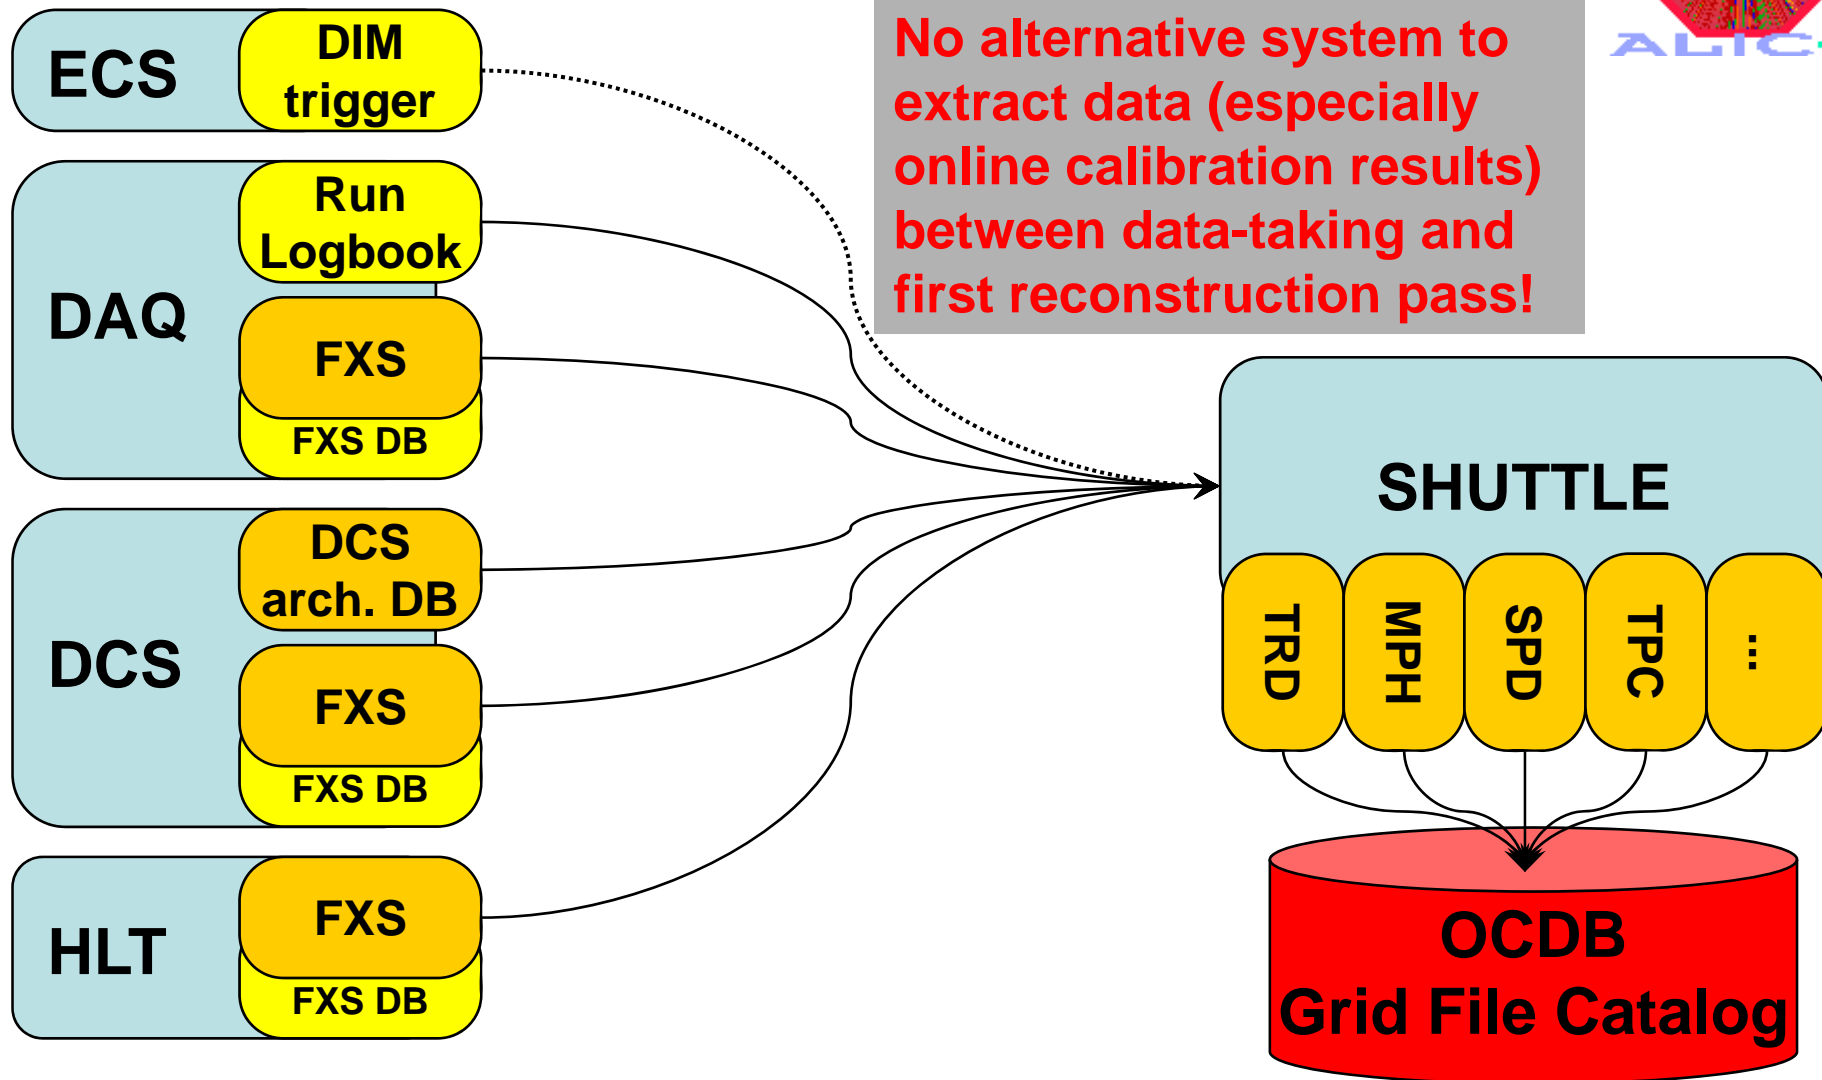 ECS
DIM
trigger
No alternative system to
extract data (especially
online calibration results)
between data-taking and
first reconstruction pass!
ALIC
DAQ
Run
Logbook
FXS
FXS DB
DCS
DCS
arch. DB
FXS
FXS DB
HLT
FXS
FXS DB
SHUTTLE
TRD
MPH
SPD
TPC
...
OCDB
Grid File Catalog